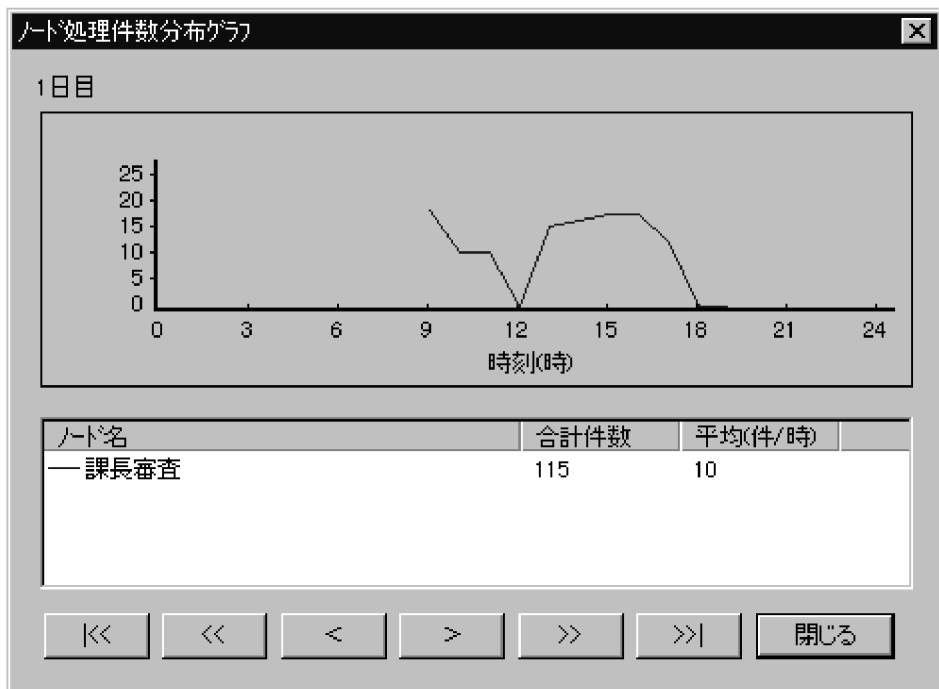 ﾉｰﾄﾞ処理件数分布ｸﾞﾗﾌ
1日目
25
20
15
10
5
0
0 3 6 9 12 15 18 21 24
時刻(時)
ﾉｰﾄﾞ名 合計件数 平均(件/時)
課長審査 115 10
|<< << < > >> >>| 閉じる